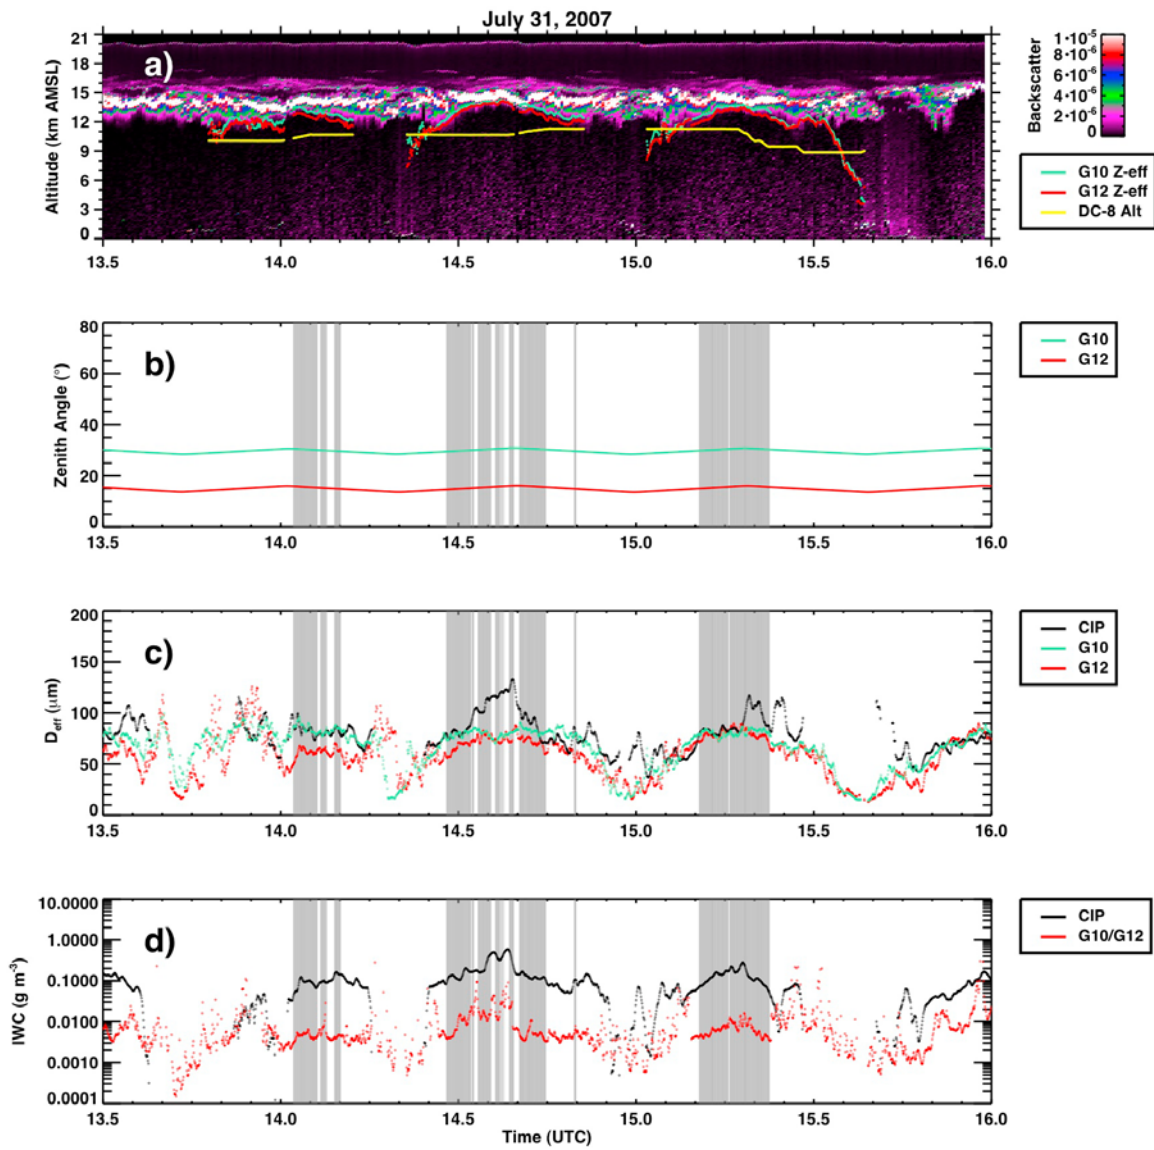 July 31, 2007
a)
Altitude (km AMSL)
21
18
15
12
9
6
3
0
13.5 14.0 14.5 15.0 15.5 16.0
Backscatter
1•10⁻⁵
8•10⁻⁶
6•10⁻⁶
4•10⁻⁶
2•10⁻⁶
0
G10 Z-eff
G12 Z-eff
DC-8 Alt
b)
Zenith Angle (°)
80
60
40
20
0
13.5 14.0 14.5 15.0 15.5 16.0
G10
G12
c)
D_eff (μm)
200
150
100
50
0
13.5 14.0 14.5 15.0 15.5 16.0
CIP
G10
G12
d)
IWC (g m⁻³)
10.0000
1.0000
0.1000
0.0100
0.0010
0.0001
13.5 14.0 14.5 15.0 15.5 16.0
Time (UTC)
CIP
G10/G12